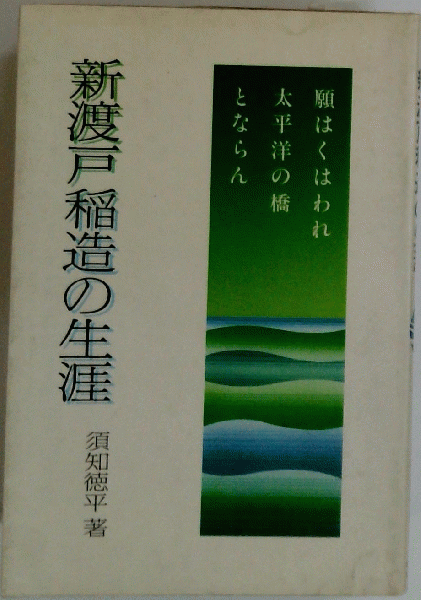 願はくはわれ
太平洋の橋
とならん
新渡戸稲造の生涯
須知徳平著